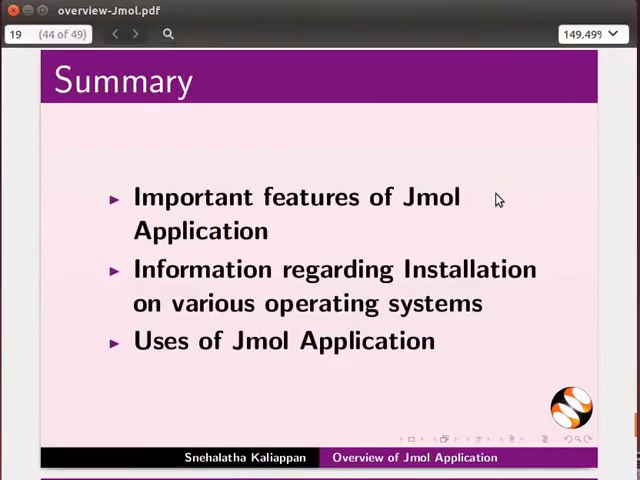 overview-Jmol.pdf
19 (44 of 49) 149.49%
Summary
Important features of Jmol
Application
Information regarding Installation
on various operating systems
Uses of Jmol Application
Snehalatha Kaliappan Overview of Jmol Application